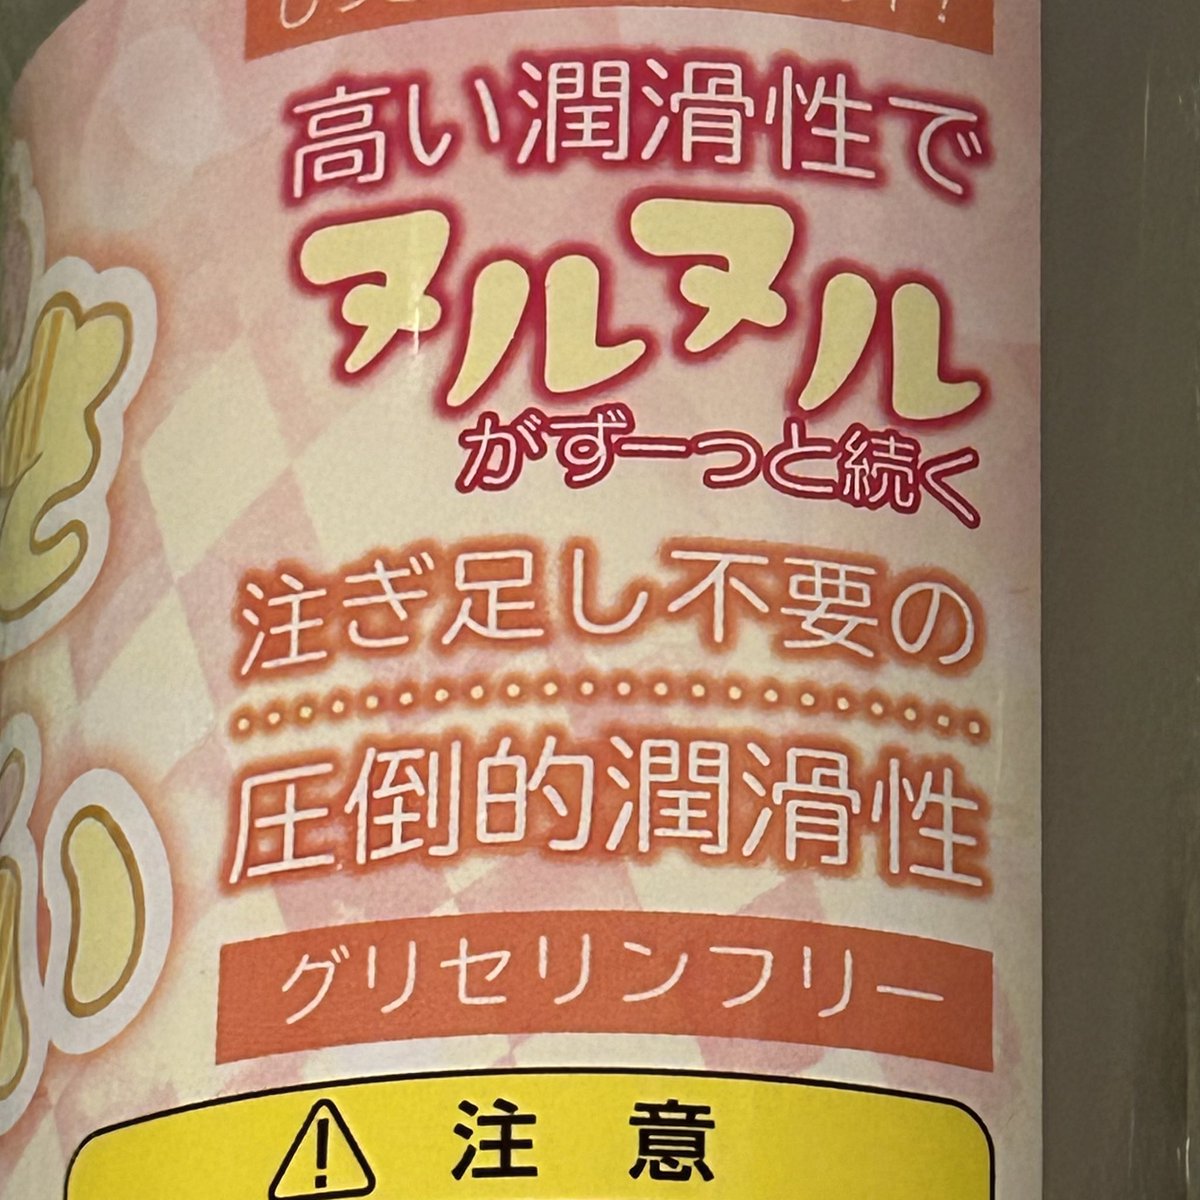 高い潤滑性で
ヌルヌル
がずーっと続く
注ぎ足し不要の
圧倒的潤滑性
グリセリンフリー
注 意